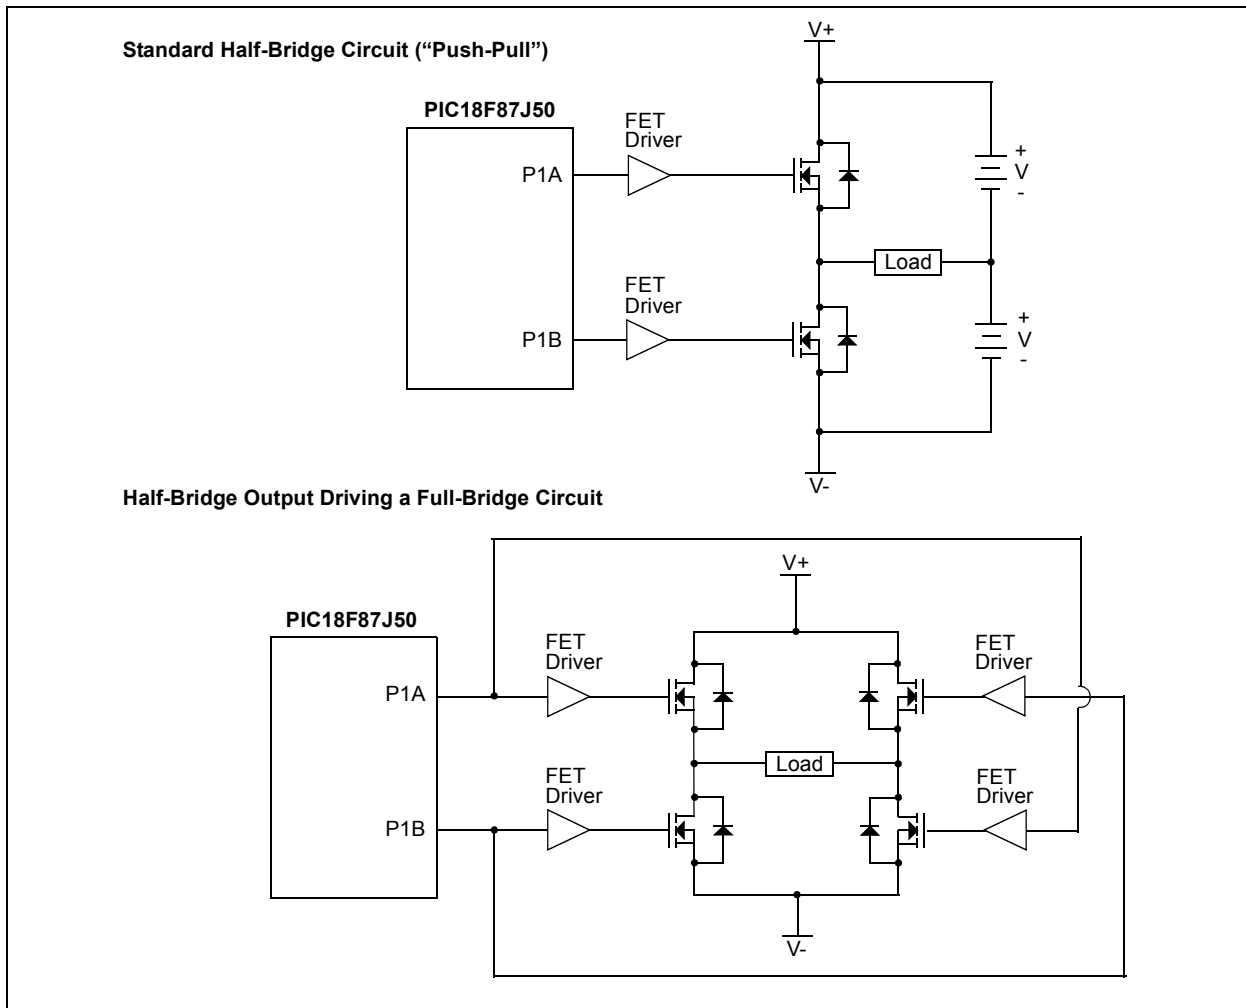 Standard Half-Bridge Circuit (“Push-Pull”)
V+
PIC18F87J50
FET
Driver
P1A
+
V
-
Load
FET
Driver
P1B
+
V
-
V-
Half-Bridge Output Driving a Full-Bridge Circuit
V+
PIC18F87J50
FET
Driver
FET
Driver
P1A
Load
FET
Driver
FET
Driver
P1B
V-